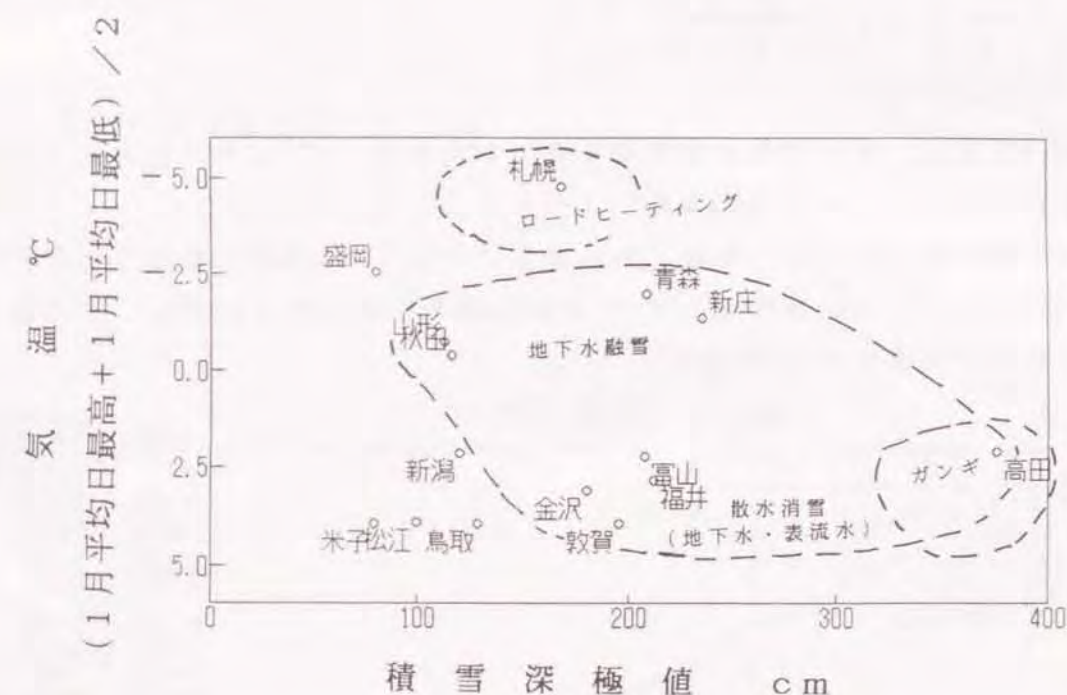 気温 ℃
(1月平均日最高+1月平均日最低)／2
－5.0
－2.5
0.0
2.5
5.0
札幌
ロードヒーティング
盛岡
青森
新庄
山形
秋田
地下水融雪
新潟
富山
福井
ガンギ
高田
金沢
散水消雪
(地下水・表流水)
米子
松江
鳥取
敦賀
0
100
200
300
400
積雪深極値 cm